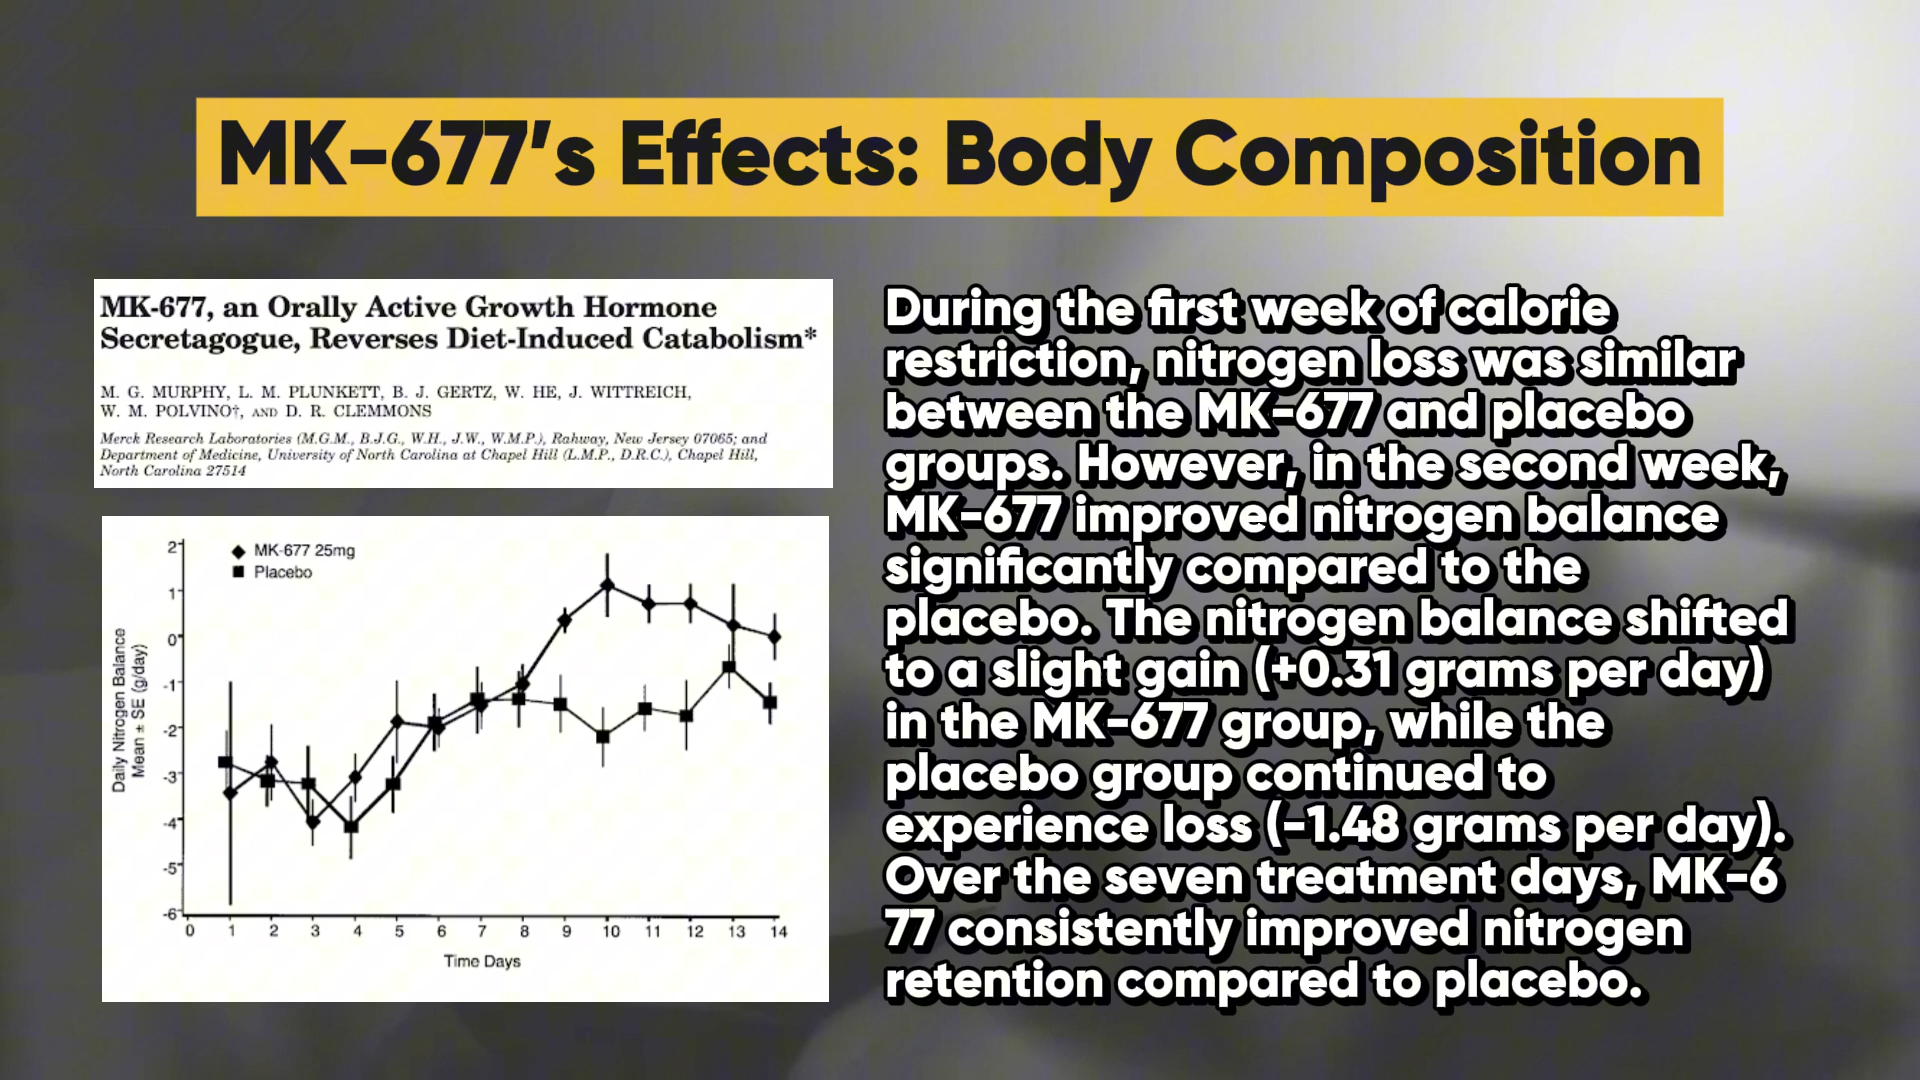 MK-677's Effects: Body Composition
MK-677, an Orally Active Growth Hormone
Secretagogue, Reverses Diet-Induced Catabolism*
M. G. MURPHY, L. M. PLUNKETT, B. J. GERTZ, W. HE, J. WITTREICH,
W. M. POLVINO†, AND D. R. CLEMMONS
Merck Research Laboratories (M.G.M., B.J.G., W.H., J.W., W.M.P.), Rahway, New Jersey 07065; and
Department of Medicine, University of North Carolina at Chapel Hill (L.M.P., D.R.C.), Chapel Hill,
North Carolina 27514
MK-677 25mg
Placebo
Daily Nitrogen Balance
Mean ± SE (g/day)
2
1
0
-1
-2
-3
-4
-5
-6
0 1 2 3 4 5 6 7 8 9 10 11 12 13 14
Time Days
During the first week of calorie
restriction, nitrogen loss was similar
between the MK-677 and placebo
groups. However, in the second week,
MK-677 improved nitrogen balance
significantly compared to the
placebo. The nitrogen balance shifted
to a slight gain (+0.31 grams per day)
in the MK-677 group, while the
placebo group continued to
experience loss (-1.48 grams per day).
Over the seven treatment days, MK-6
77 consistently improved nitrogen
retention compared to placebo.